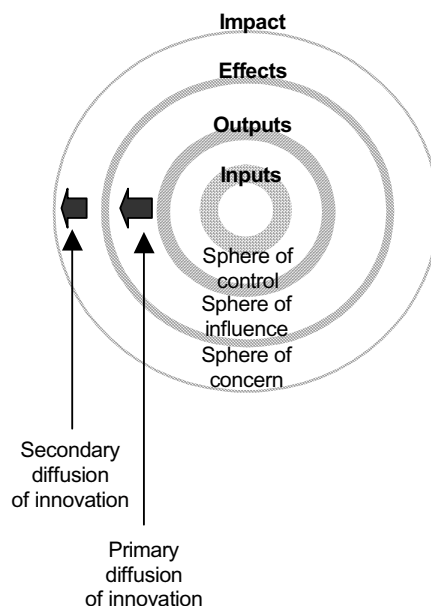 Impact
Effects
Outputs
Inputs
Sphere of
control
Sphere of
influence
Sphere of
concern
Secondary
diffusion
of innovation
Primary
diffusion
of innovation